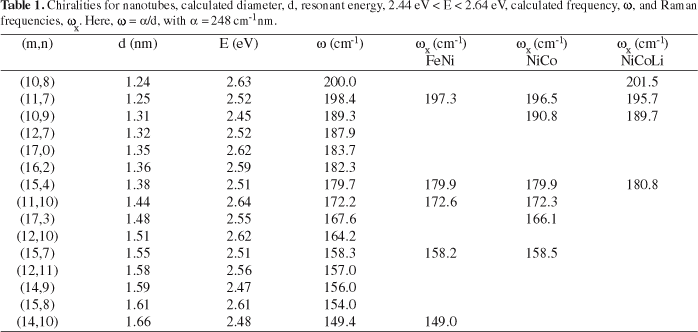 Table 1. Chiralities for nanotubes, calculated diameter, d, resonant energy, 2.44 eV < E < 2.64 eV, calculated frequency, ω, and Raman
frequencies, ωx. Here, ω = α/d, with α = 248 cm-1nm.
(m,n) d (nm) E (eV) ω (cm-1) ωx (cm-1) ωx (cm-1) ωx (cm-1)
FeNi NiCo NiCoLi
(10,8) 1.24 2.63 200.0 201.5
(11,7) 1.25 2.52 198.4 197.3 196.5 195.7
(10,9) 1.31 2.45 189.3 190.8 189.7
(12,7) 1.32 2.52 187.9
(17,0) 1.35 2.62 183.7
(16,2) 1.36 2.59 182.3
(15,4) 1.38 2.51 179.7 179.9 179.9 180.8
(11,10) 1.44 2.64 172.2 172.6 172.3
(17,3) 1.48 2.55 167.6 166.1
(12,10) 1.51 2.62 164.2
(15,7) 1.55 2.51 158.3 158.2 158.5
(12,11) 1.58 2.56 157.0
(14,9) 1.59 2.47 156.0
(15,8) 1.61 2.61 154.0
(14,10) 1.66 2.48 149.4 149.0